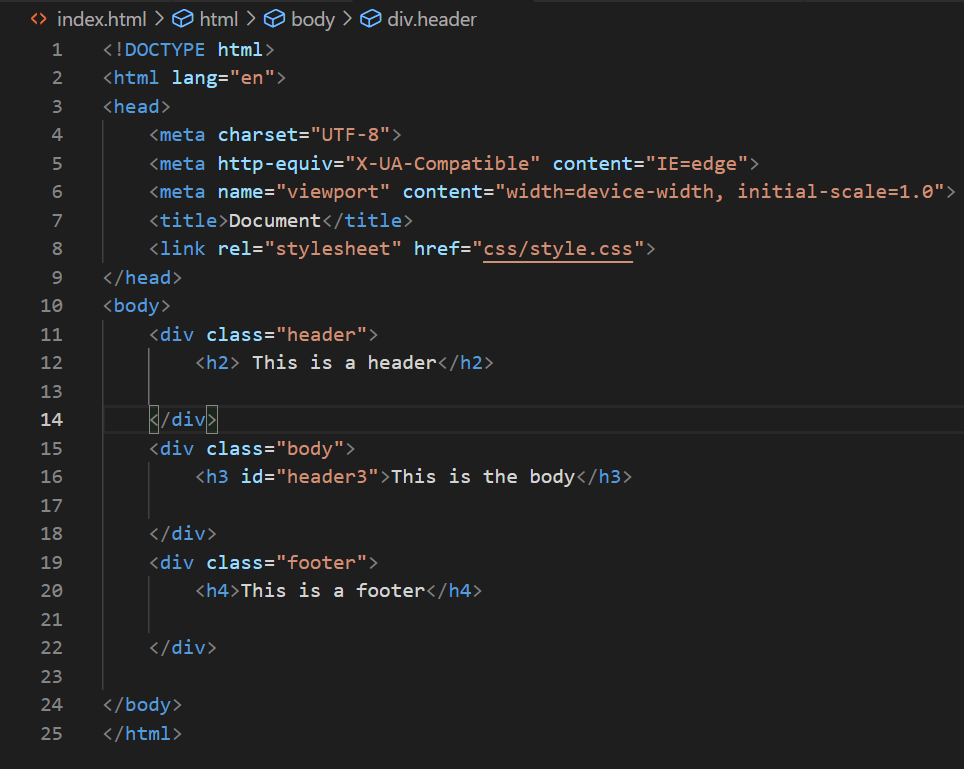 index.html > html > body > div.header
1 <!DOCTYPE html>
2 <html lang="en">
3 <head>
4     <meta charset="UTF-8">
5     <meta http-equiv="X-UA-Compatible" content="IE=edge">
6     <meta name="viewport" content="width=device-width, initial-scale=1.0">
7     <title>Document</title>
8     <link rel="stylesheet" href="css/style.css">
9 </head>
10 <body>
11     <div class="header">
12         <h2> This is a header</h2>
13
14     </div>
15     <div class="body">
16         <h3 id="header3">This is the body</h3>
17
18     </div>
19     <div class="footer">
20         <h4>This is a footer</h4>
21
22     </div>
23
24 </body>
25 </html>